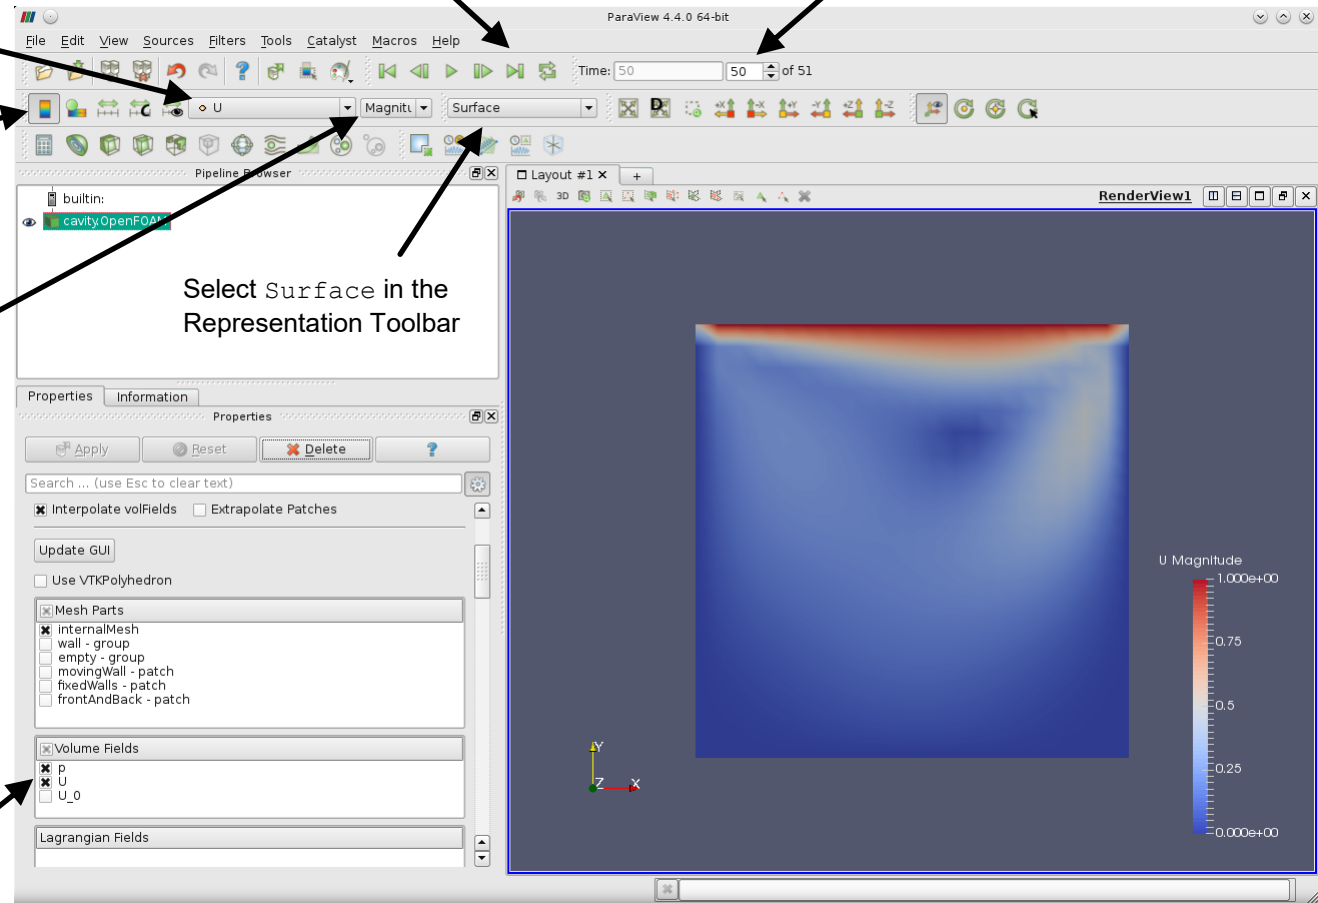 ParaView 4.4.0 64-bit
File Edit View Sources Filters Tools Catalyst Macros Help
Time: 50 50 of 51
U Magnitu Surface
Pipeline Browser
builtin:
cavity.OpenFOAM
Select Surface in the
Representation Toolbar
Properties Information
Properties
Apply Reset Delete ?
Search ... (use Esc to clear text)
Interpolate volFields Extrapolate Patches
Update GUI
Use VTKPolyhedron
Mesh Parts
internalMesh
wall - group
empty - group
movingWall - patch
fixedWalls - patch
frontAndBack - patch
Volume Fields
p
U
U_0
Lagrangian Fields
Layout #1 +
3D RenderView1
U Magnitude
1.000e+00
0.75
0.5
0.25
0.000e+00
Y
Z X